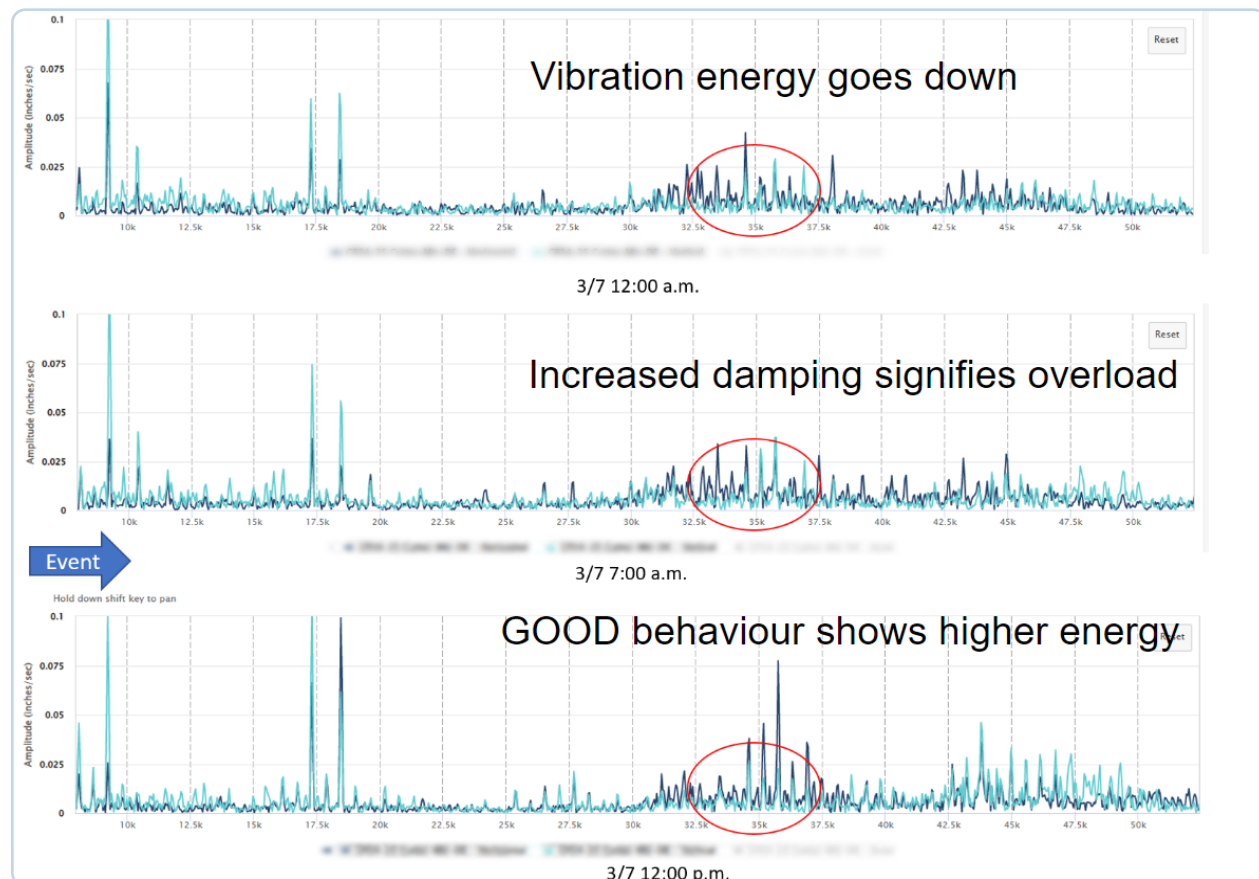 0.1
Reset
Vibration energy goes down
0.075
Amplitude (inches/sec)
0.05
0.025
0
10k 12.5k 15k 17.5k 20k 22.5k 25k 27.5k 30k 32.5k 35k 37.5k 40k 42.5k 45k 47.5k 50k
3/7 12:00 a.m.
0.1
Reset
0.075
Increased damping signifies overload
Amplitude (inches/sec)
0.05
0.025
0
10k 12.5k 15k 17.5k 20k 22.5k 25k 27.5k 30k 32.5k 35k 37.5k 40k 42.5k 45k 47.5k 50k
Event
3/7 7:00 a.m.
Hold down shift key to pan
0.1
GOOD behaviour shows higher energy
0.075
Amplitude (inches/sec)
0.05
0.025
0
10k 12.5k 15k 17.5k 20k 22.5k 25k 27.5k 30k 32.5k 35k 37.5k 40k 42.5k 45k 47.5k 50k
3/7 12:00 p.m.